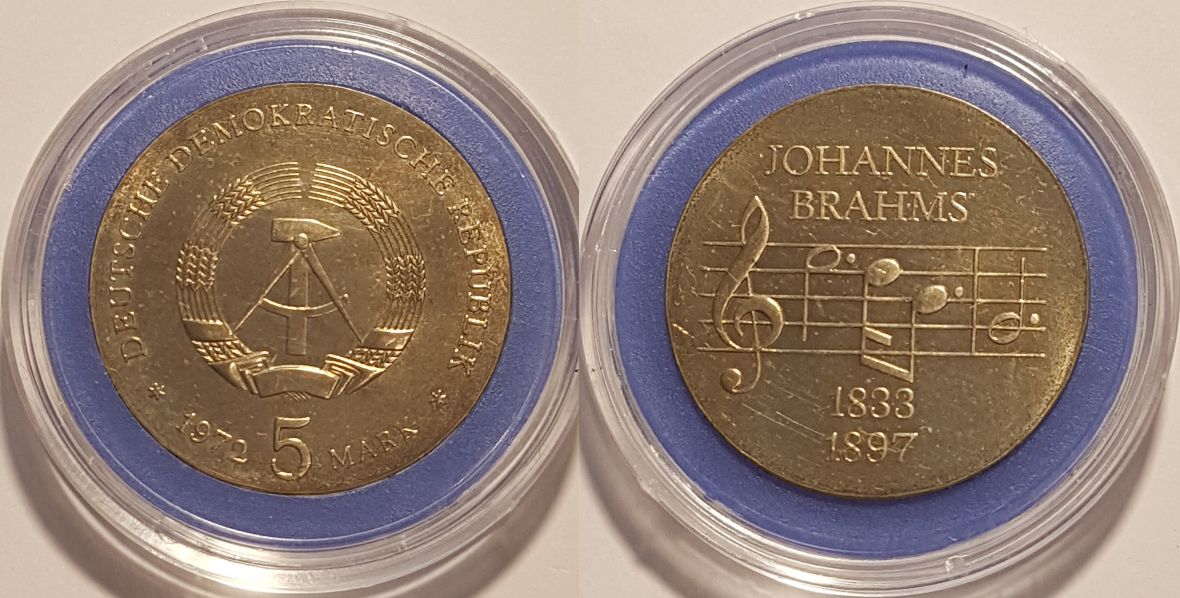 DEUTSCHE DEMOKRATISCHE REPUBLIK
* 1972 5 MARK *
JOHANNES
BRAHMS
1833
1897